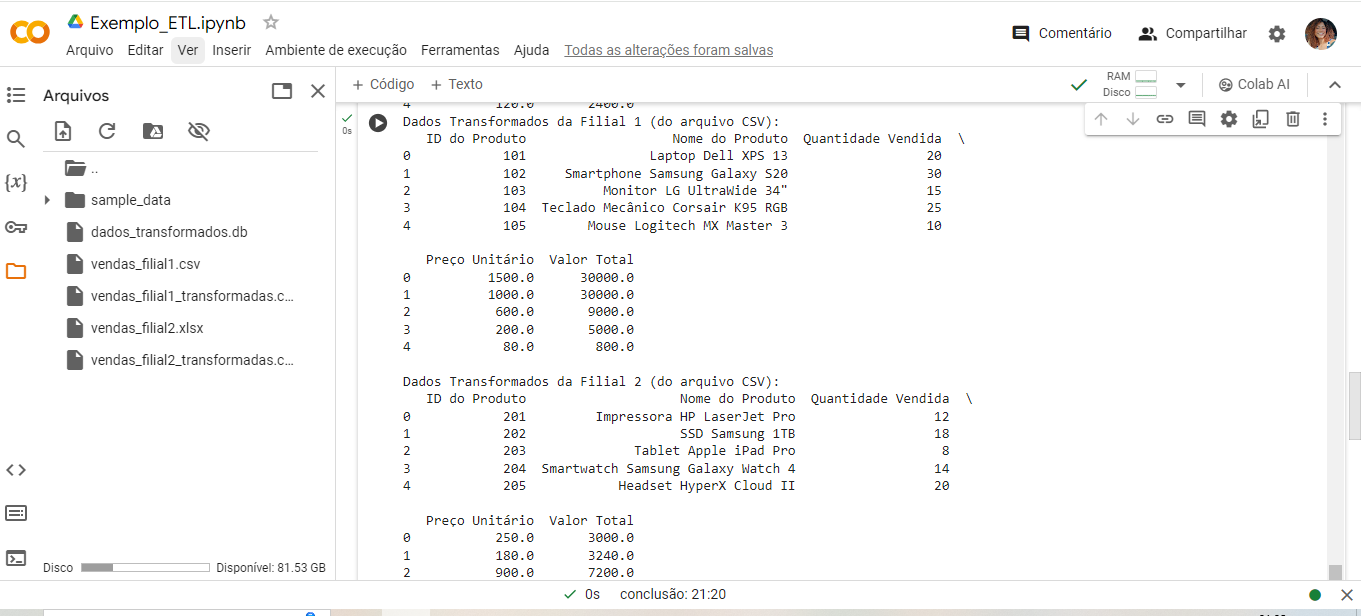 Exemplo_ETL.ipynb
Arquivo Editar Ver Inserir Ambiente de execução Ferramentas Ajuda Todas as alterações foram salvas
Comentário Compartilhar
Arquivos
..
sample_data
dados_transformados.db
vendas_filial1.csv
vendas_filial1_transformadas.c...
vendas_filial2.xlsx
vendas_filial2_transformadas.c...
Disco Disponível: 81.53 GB
+ Código + Texto
RAM
Disco
Colab AI
0s
4 120.0 2400.0
Dados Transformados da Filial 1 (do arquivo CSV):
ID do Produto Nome do Produto Quantidade Vendida \
0 101 Laptop Dell XPS 13 20
1 102 Smartphone Samsung Galaxy S20 30
2 103 Monitor LG UltraWide 34" 15
3 104 Teclado Mecânico Corsair K95 RGB 25
4 105 Mouse Logitech MX Master 3 10
Preço Unitário Valor Total
0 1500.0 30000.0
1 1000.0 30000.0
2 600.0 9000.0
3 200.0 5000.0
4 80.0 800.0
Dados Transformados da Filial 2 (do arquivo CSV):
ID do Produto Nome do Produto Quantidade Vendida \
0 201 Impressora HP LaserJet Pro 12
1 202 SSD Samsung 1TB 18
2 203 Tablet Apple iPad Pro 8
3 204 Smartwatch Samsung Galaxy Watch 4 14
4 205 Headset HyperX Cloud II 20
Preço Unitário Valor Total
0 250.0 3000.0
1 180.0 3240.0
2 900.0 7200.0
0s conclusão: 21:20